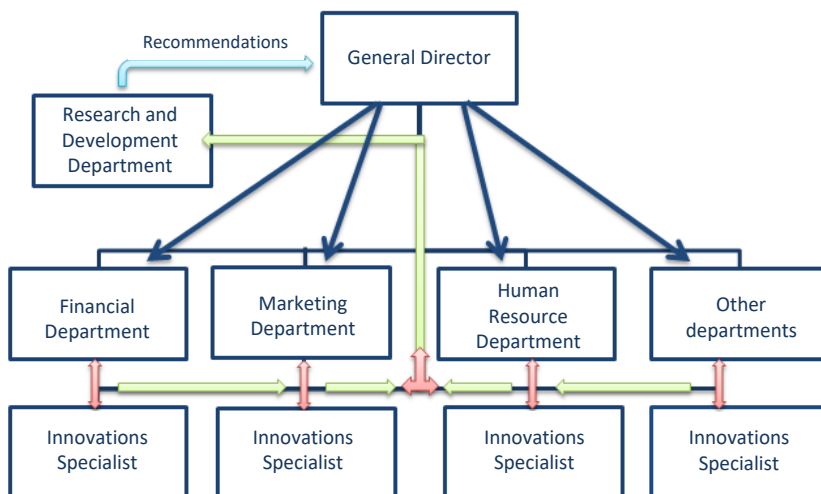 Recommendations
General Director
Research and
Development
Department
Financial
Department
Marketing
Department
Human
Resource
Department
Other
departments
Innovations
Specialist
Innovations
Specialist
Innovations
Specialist
Innovations
Specialist